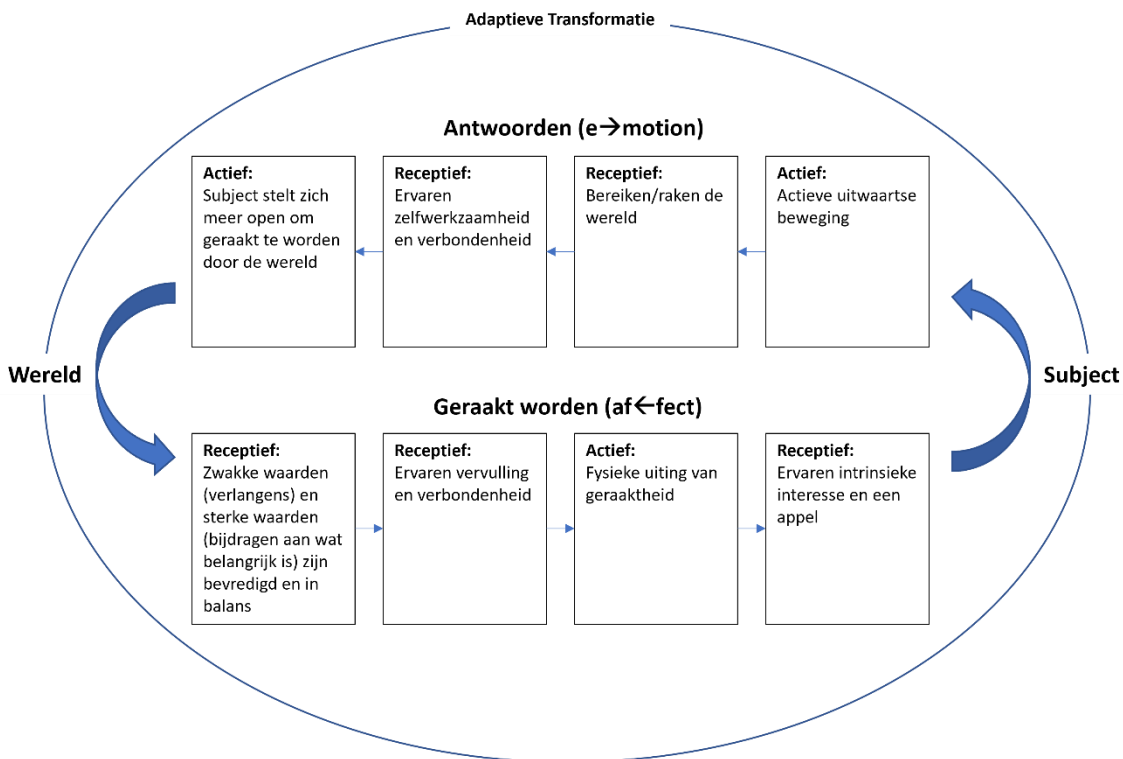 Adaptieve Transformatie
Antwoorden (e→motion)
Actief:
Subject stelt zich
meer open om
geraakt te worden
door de wereld
Receptief:
Ervaren
zelfwerkzaamheid
en verbondenheid
Receptief:
Bereiken/raken de
wereld
Actief:
Actieve uitwaartse
beweging
Wereld
Subject
Geraakt worden (af←fect)
Receptief:
Zwakke waarden
(verlangens) en
sterke waarden
(bijdragen aan wat
belangrijk is) zijn
bevredigd en in
balans
Receptief:
Ervaren vervulling
en verbondenheid
Actief:
Fysieke uiting van
geraaktheid
Receptief:
Ervaren intrinsieke
interesse en een
appel